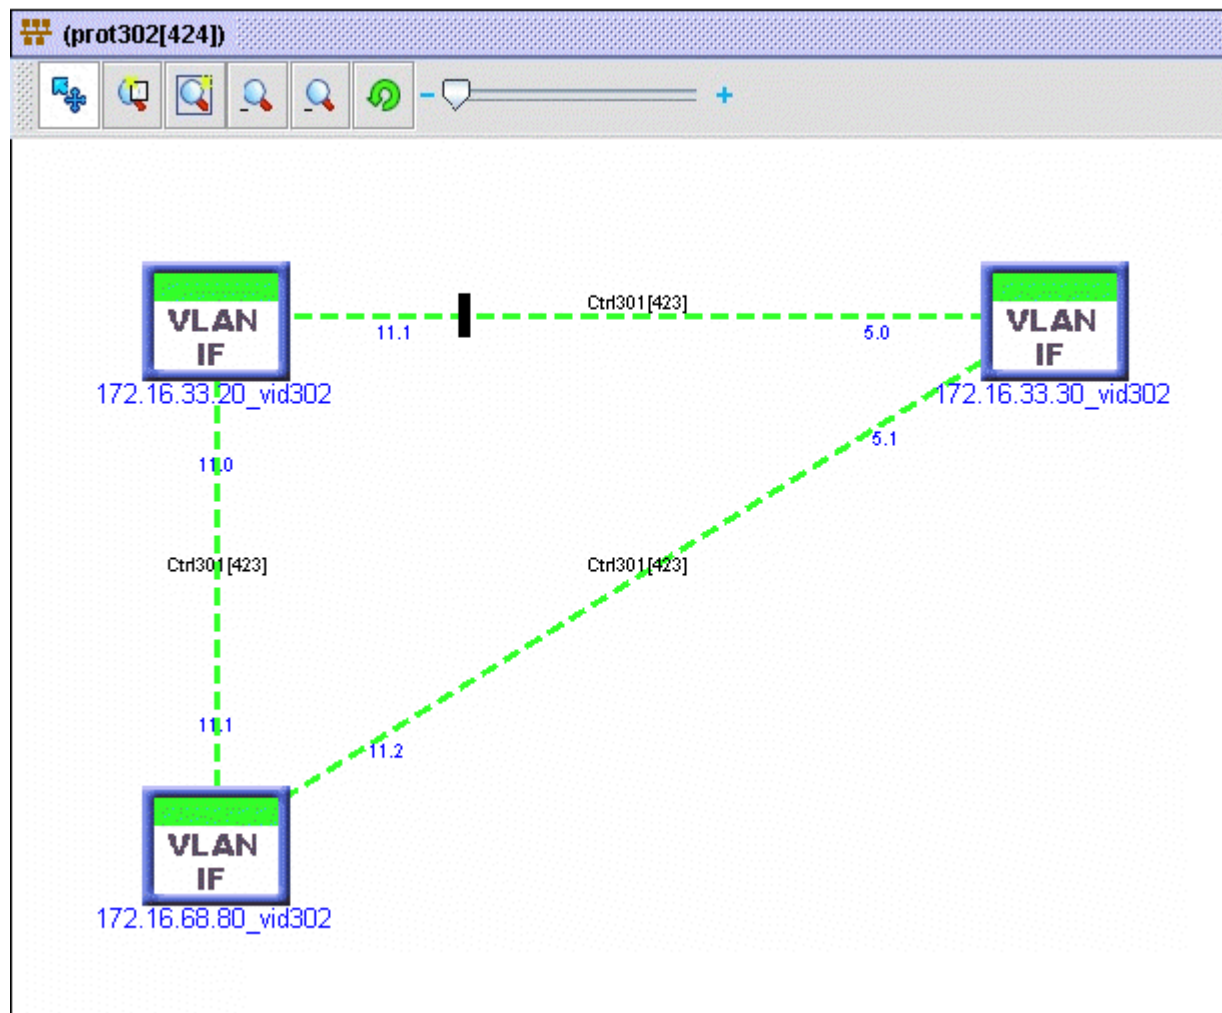 (prot302[424])
Ctrl301[423]
11.1
5.0
VLAN
IF
172.16.33.20_vid302
VLAN
IF
172.16.33.30_vid302
11.0
5.1
Ctrl301[423]
Ctrl301[423]
11.1
11.2
VLAN
IF
172.16.68.80_vid302